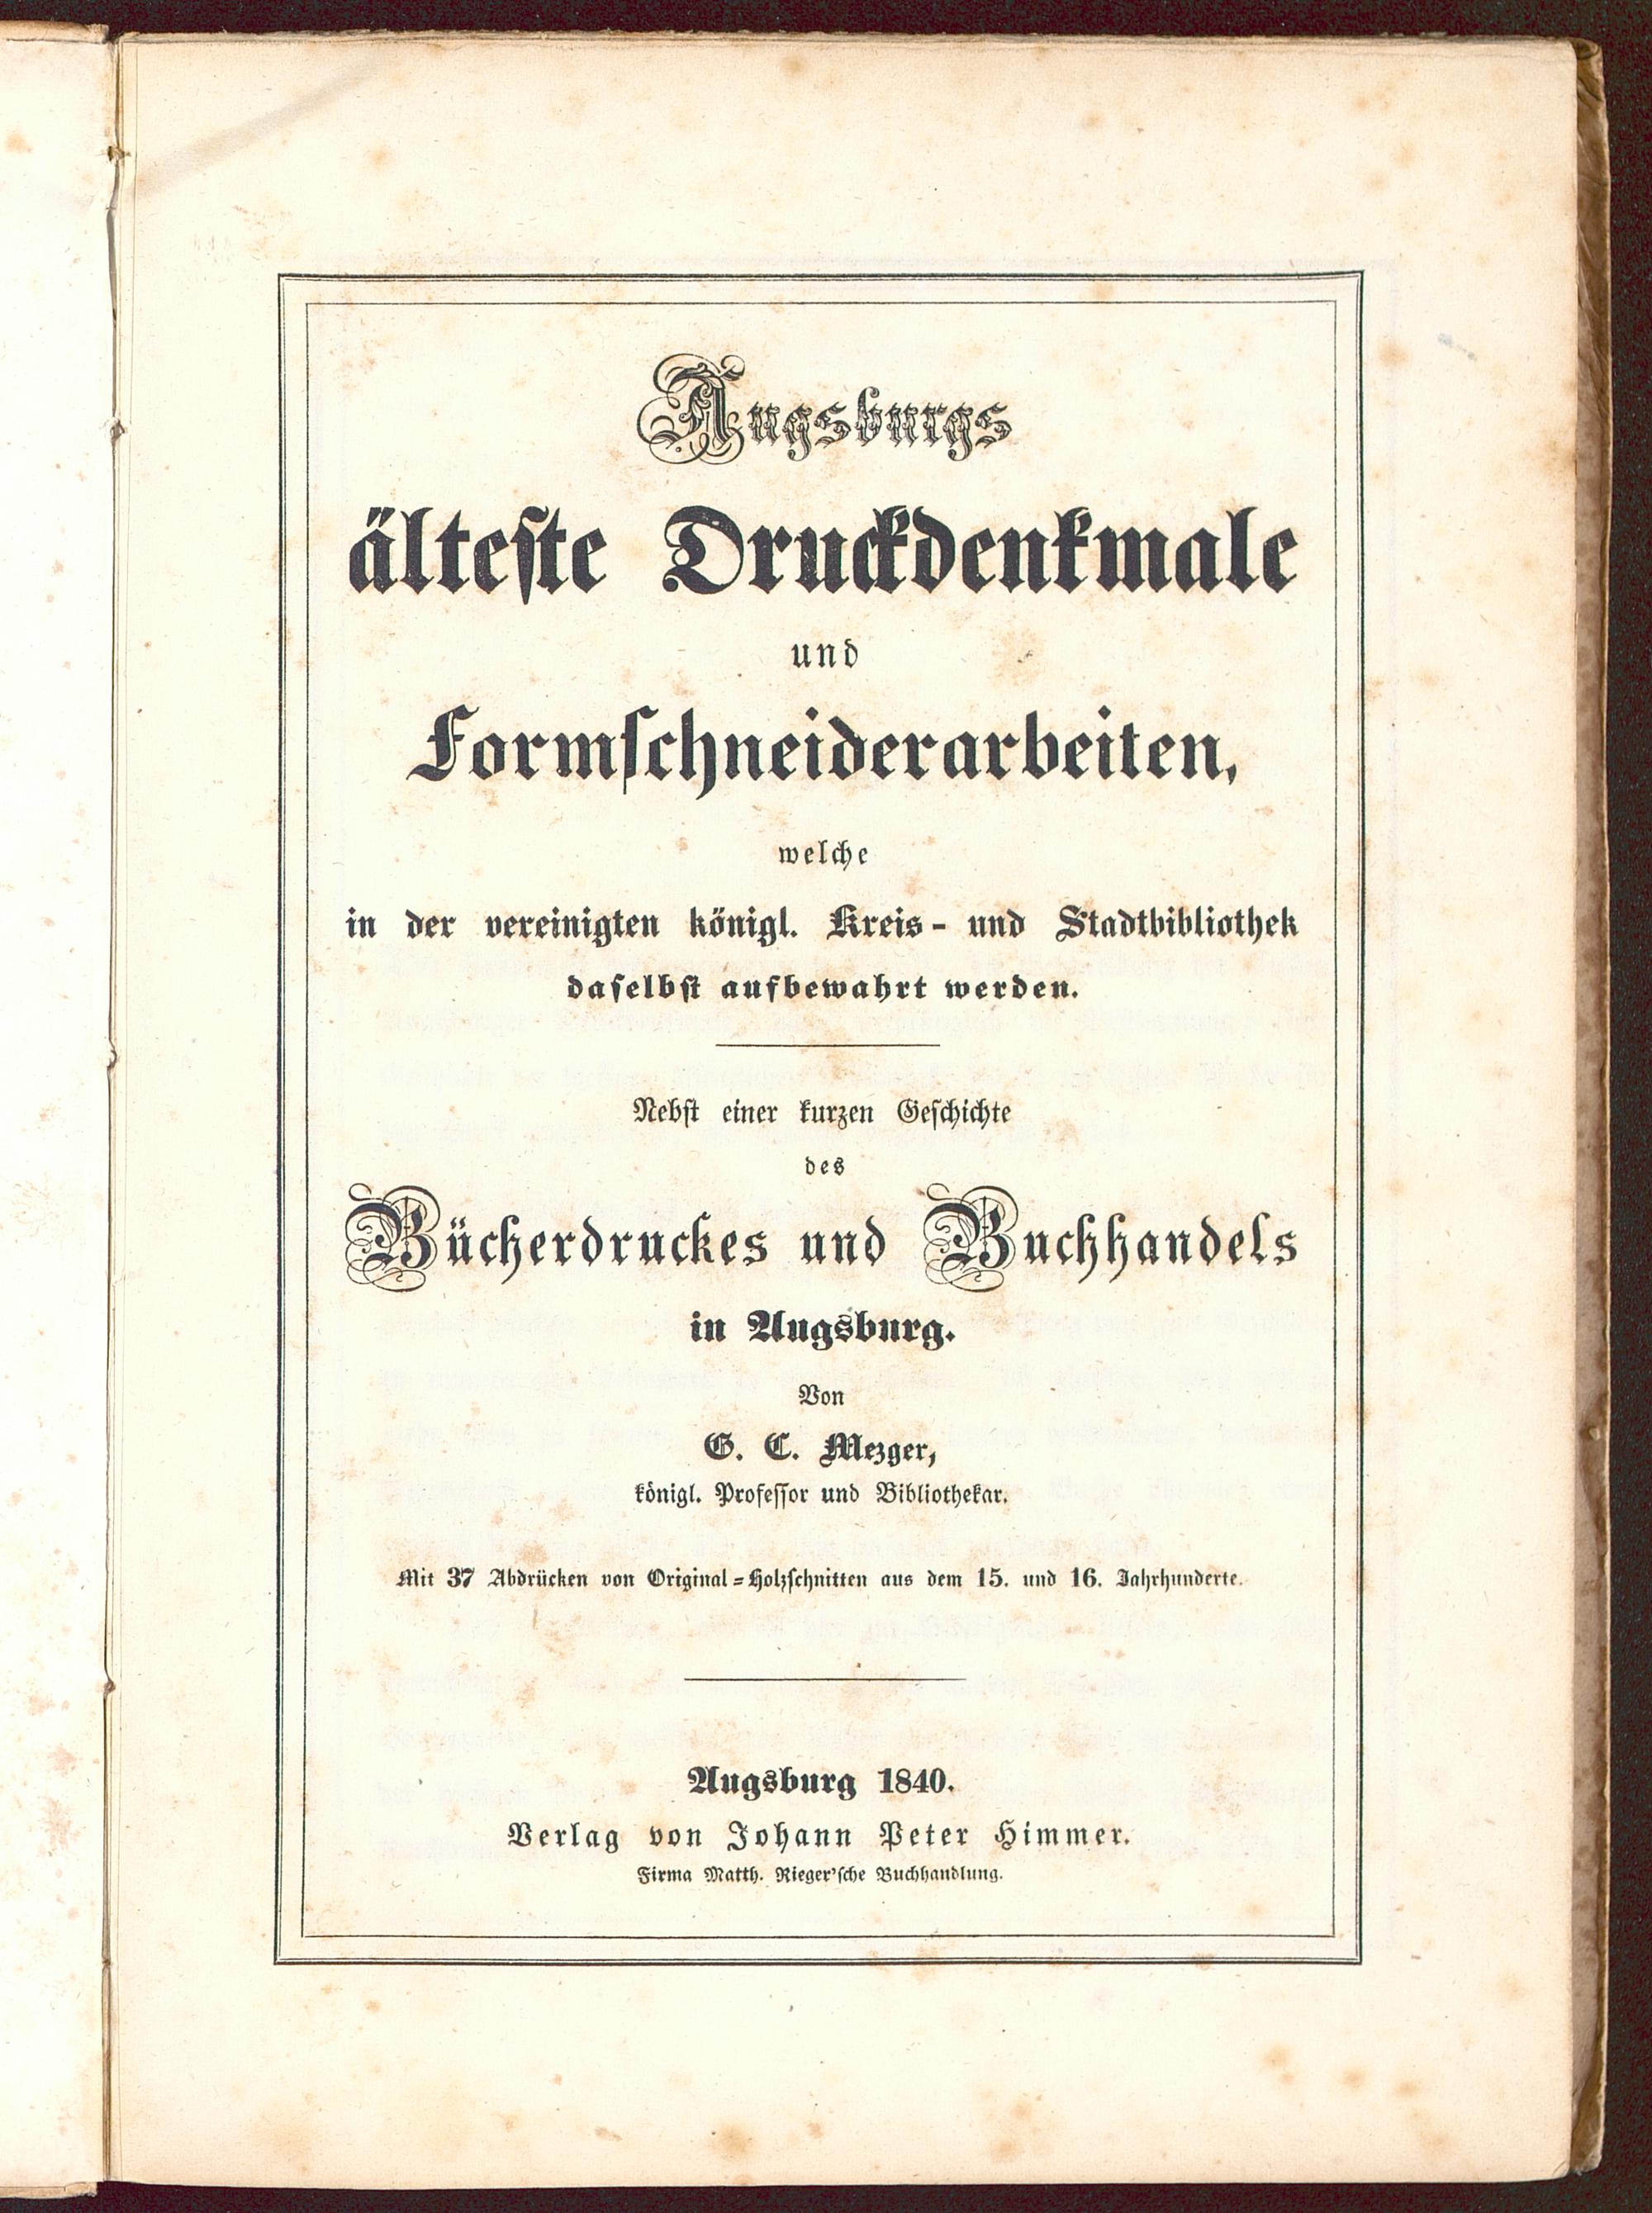 Augsburgs
älteſte Druckdenkmale
und
Formſchneiderarbeiten,
welche
in der vereinigten königl. Kreis- und Stadtbibliothek
daſelbſt aufbewahrt werden.
Nebſt einer kurzen Geſchichte
des
Bücherdruckes und Buchhandels
in Augsburg.
Von
G. C. Mezger,
königl. Profeſſor und Bibliothekar.
Mit 37 Abdrücken von Original-Holzſchnitten aus dem 15. und 16. Jahrhunderte.
Augsburg 1840.
Verlag von Johann Peter Himmer.
Firma Matth. Rieger'ſche Buchhandlung.